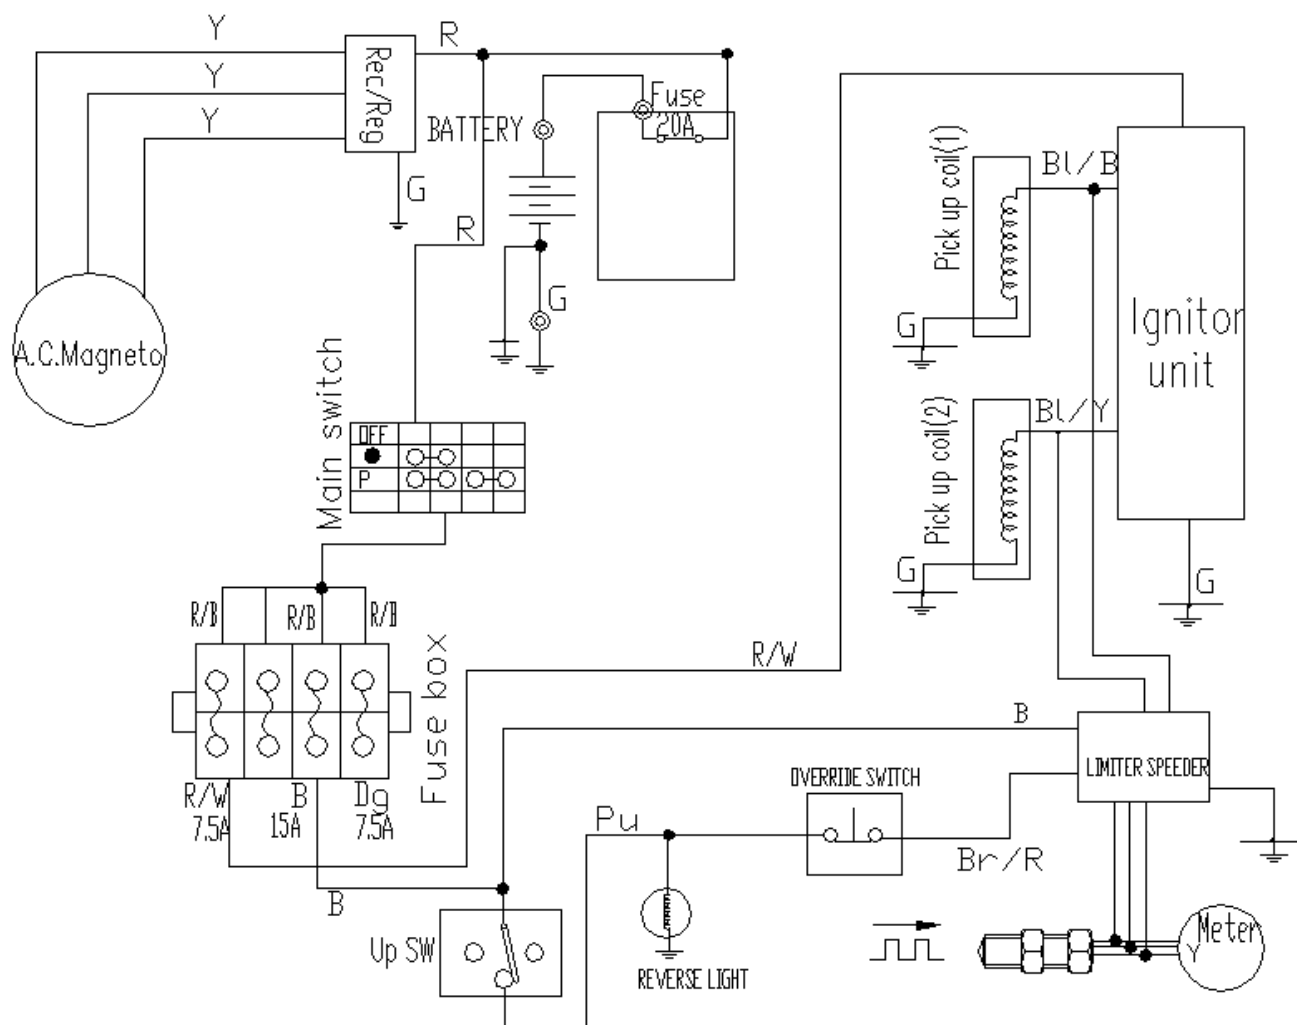 Y
R
Y
Y
Rec/Reg
BATTERY
Fuse
20A
G
R
G
A.C.Magneto
Pick up coil(1)
Bl/B
G
Ignitor
unit
Pick up coil(2)
Bl/Y
G
G
Main switch
OFF
P
R/B
R/B
R/B
Fuse box
R/W
7.5A
B
15A
Dg
7.5A
R/W
B
B
LIMITER SPEEDER
OVERRIDE SWITCH
Pu
Br/R
Up SW
REVERSE LIGHT
Meter
Y